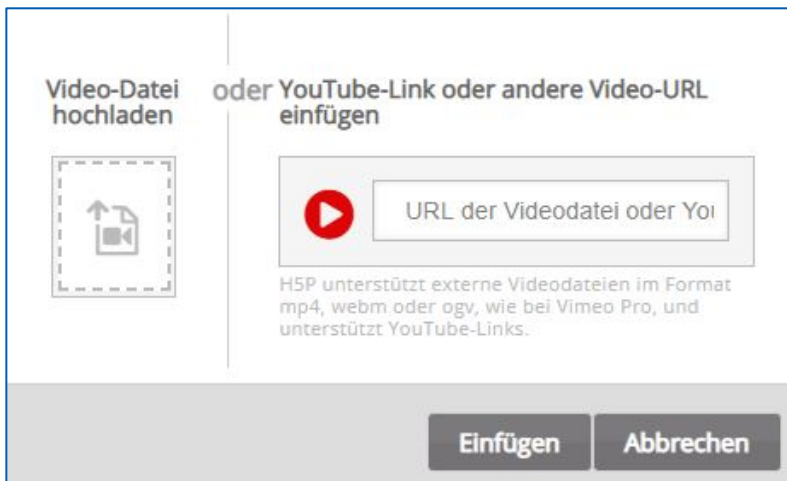 Video-Datei
hochladen
oder
YouTube-Link oder andere Video-URL
einfügen
URL der Videodatei oder You
H5P unterstützt externe Videodateien im Format
mp4, webm oder ogv, wie bei Vimeo Pro, und
unterstützt YouTube-Links.
Einfügen
Abbrechen